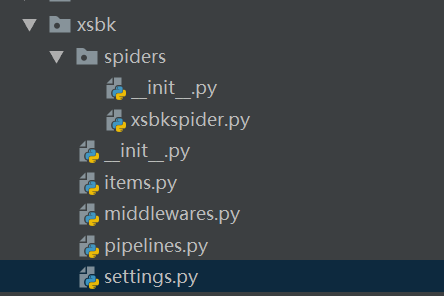 xsbk
spiders
__init__.py
xsbkspider.py
__init__.py
items.py
middlewares.py
pipelines.py
settings.py